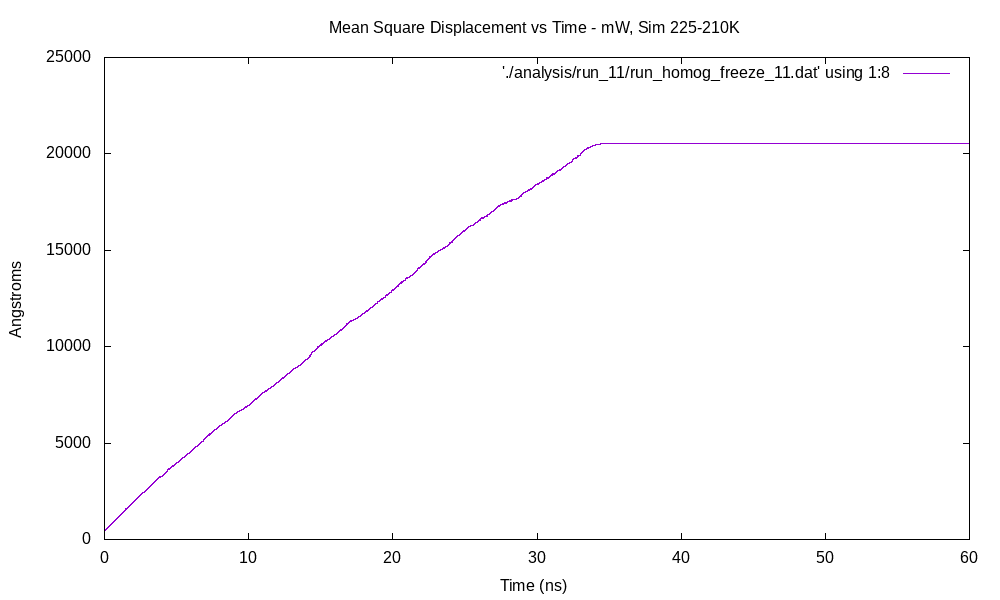 Mean Square Displacement vs Time - mW, Sim 225-210K
'./analysis/run_11/run_homog_freeze_11.dat' using 1:8
25000
20000
15000
10000
5000
0
Angstroms
0 10 20 30 40 50 60
Time (ns)